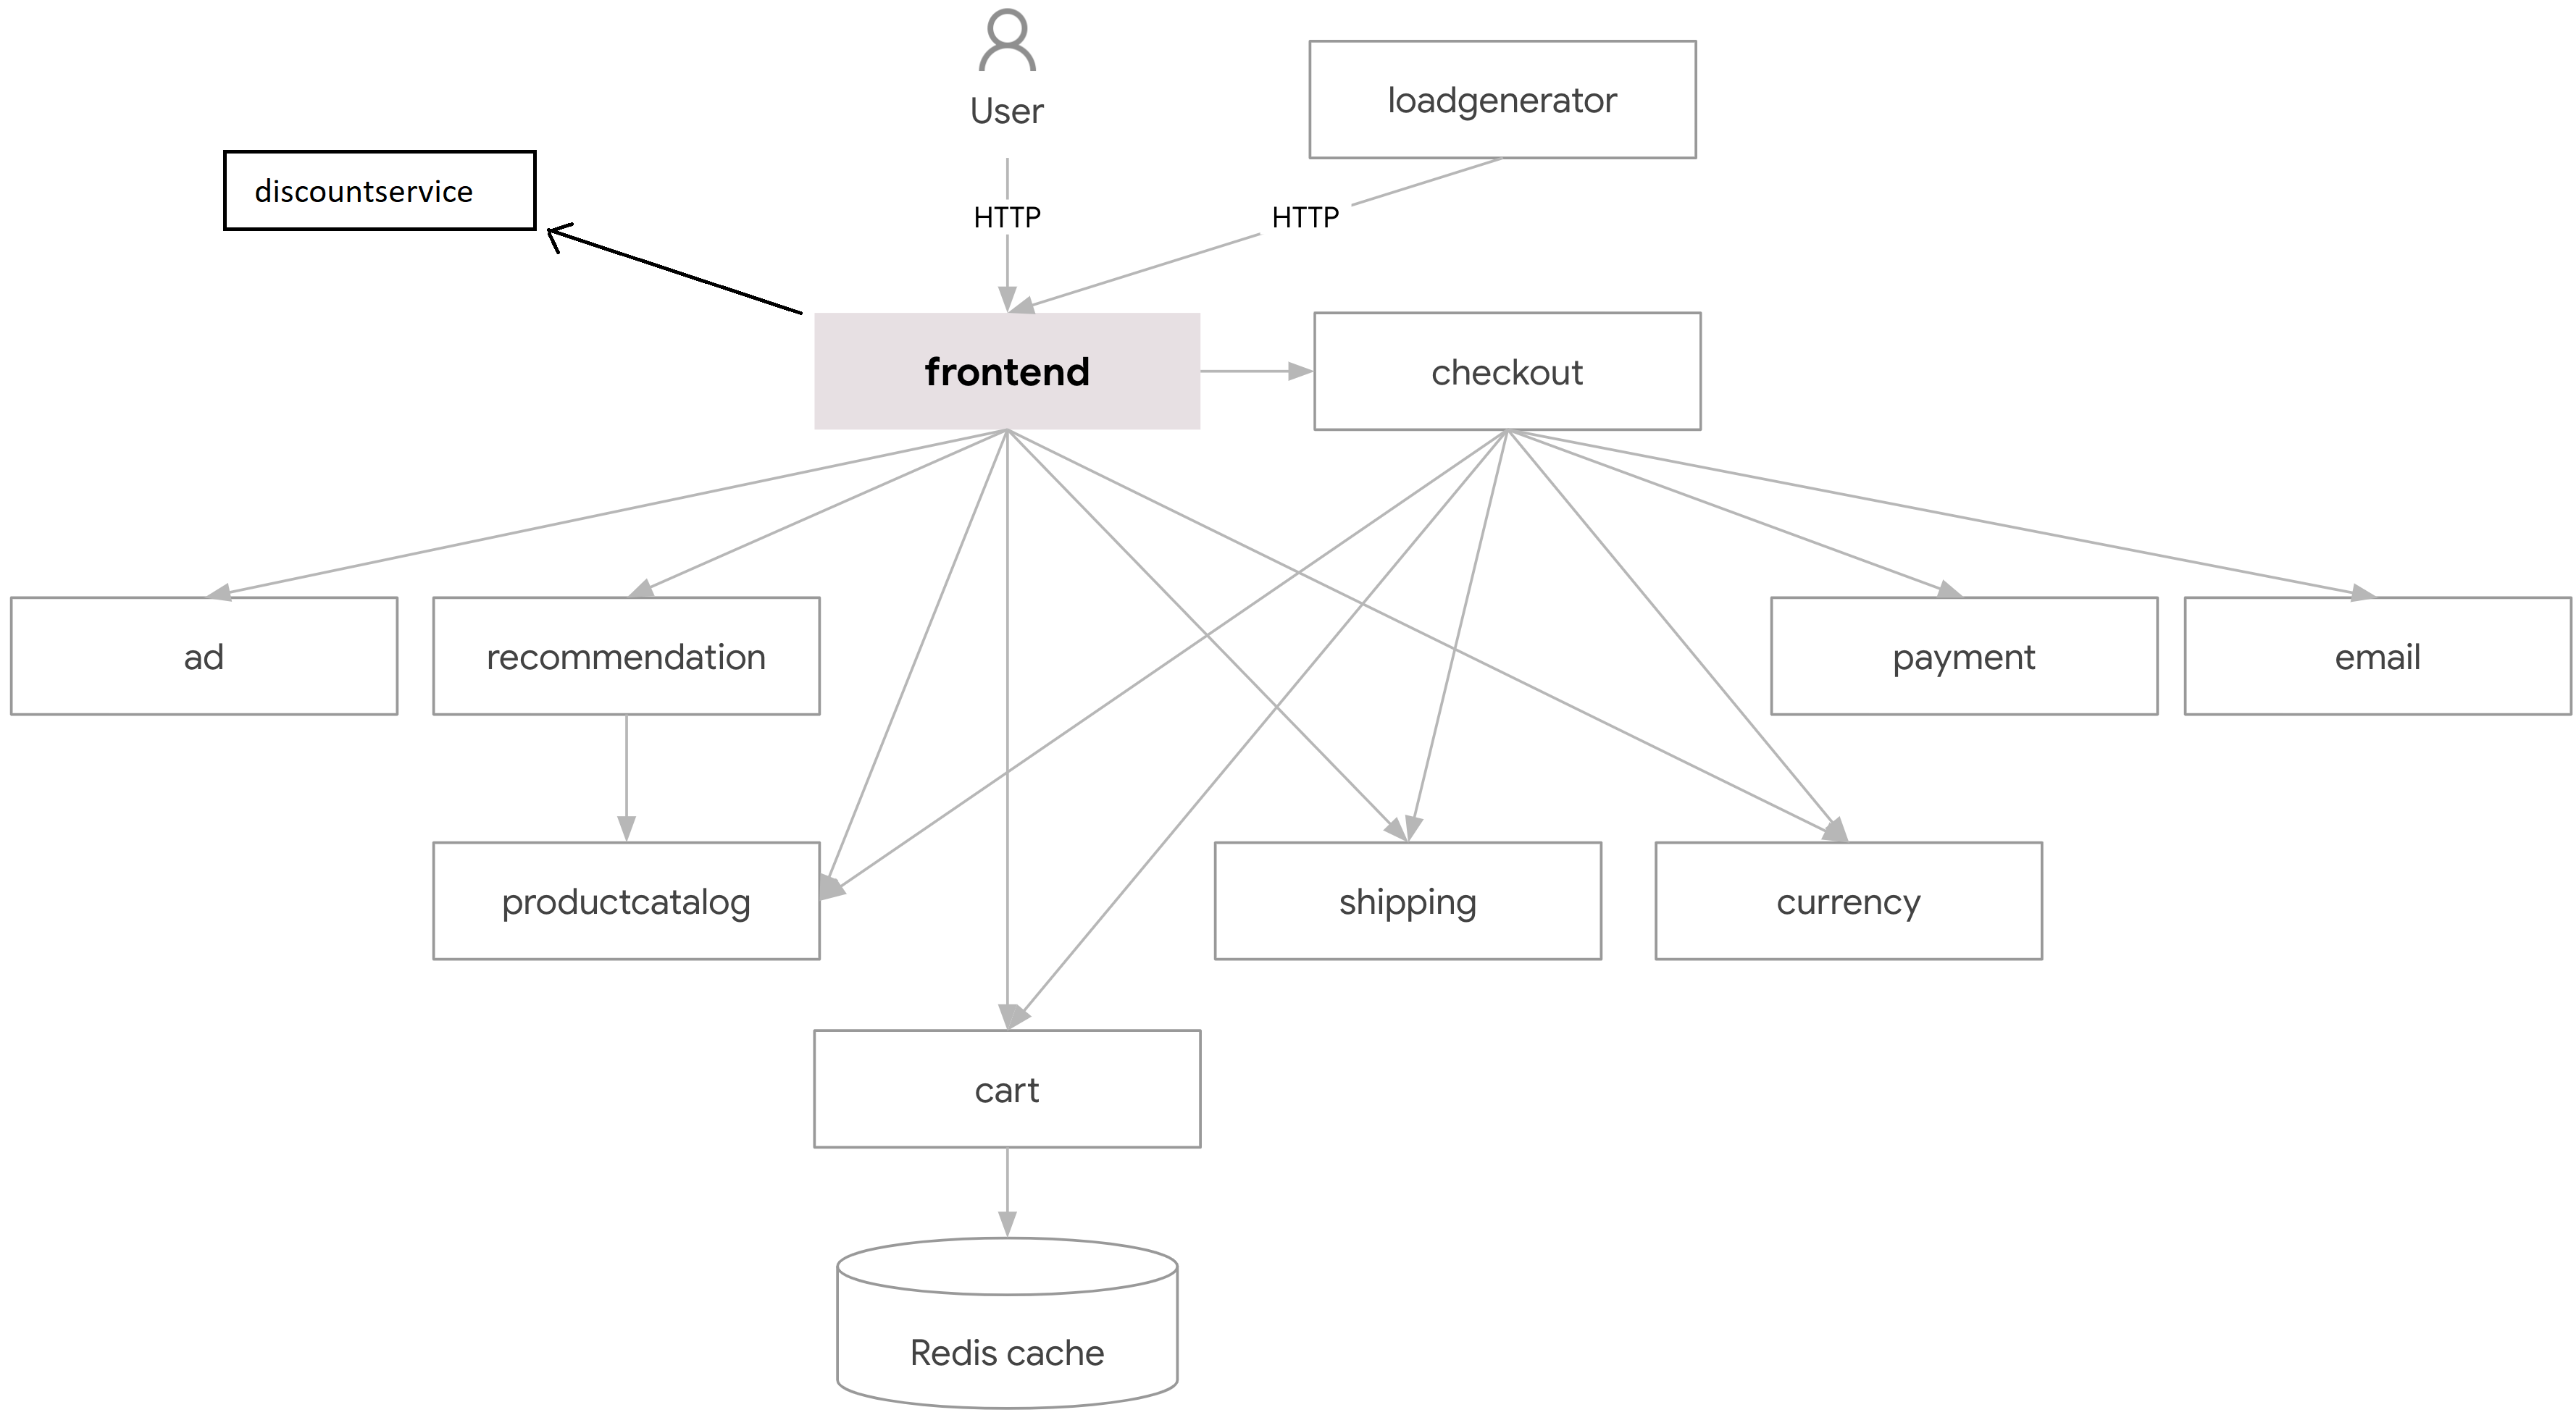 User
loadgenerator
discountservice
HTTP
HTTP
frontend
checkout
ad
recommendation
payment
email
productcatalog
shipping
currency
cart
Redis cache